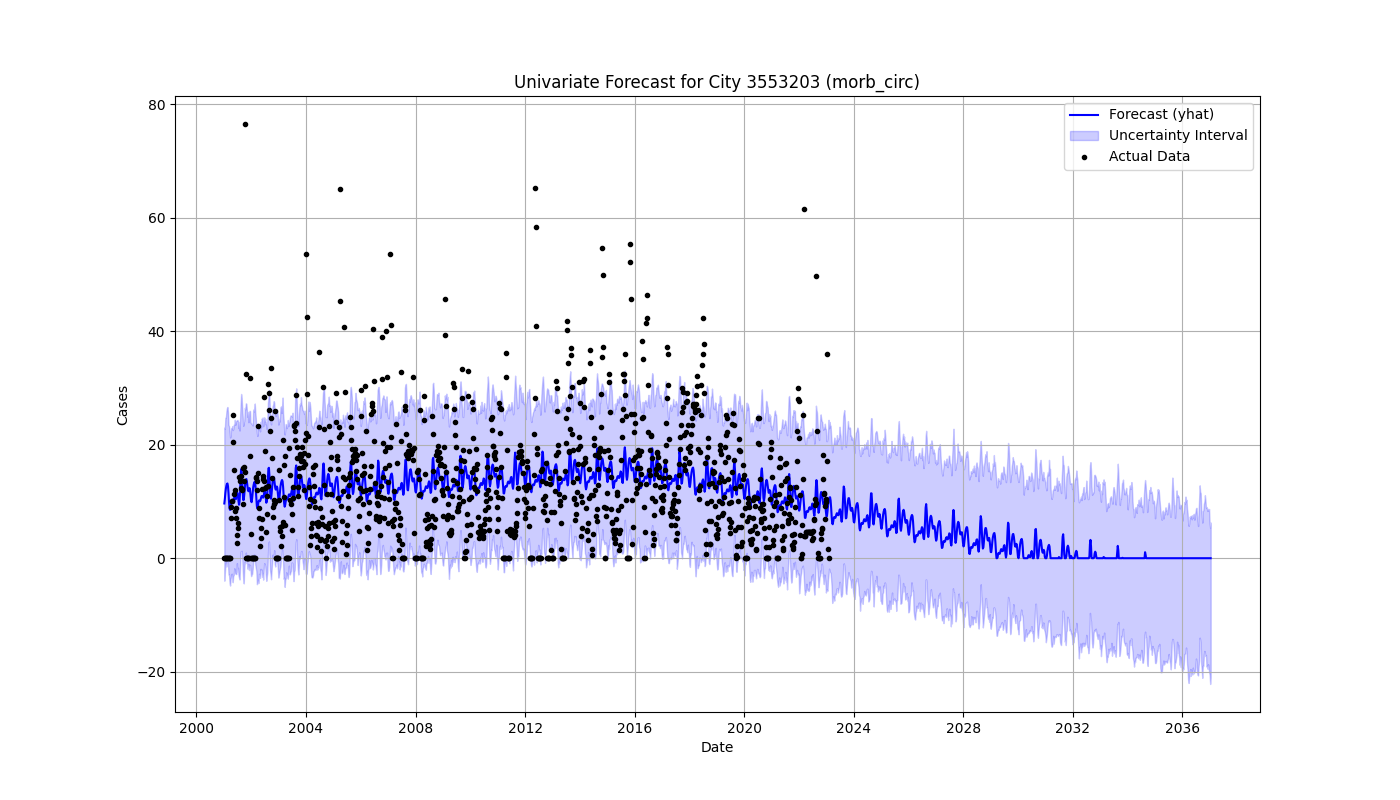 Univariate Forecast for City 3553203 (morb_circ)
Forecast (yhat)
Uncertainty Interval
Actual Data
Cases
80
60
40
20
0
−20
2000 2004 2008 2012 2016 2020 2024 2028 2032 2036
Date